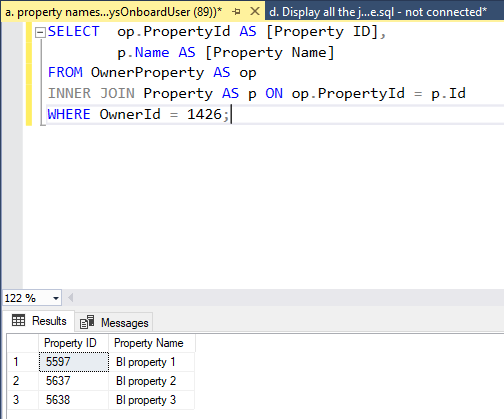 a. property names...ysOnboardUser (89))*
d. Display all the j...e.sql - not connected*
SELECT op.PropertyId AS [Property ID],
p.Name AS [Property Name]
FROM OwnerProperty AS op
INNER JOIN Property AS p ON op.PropertyId = p.Id
WHERE OwnerId = 1426;
122 %
Results Messages
Property ID Property Name
1 5597 BI property 1
2 5637 BI property 2
3 5638 BI property 3